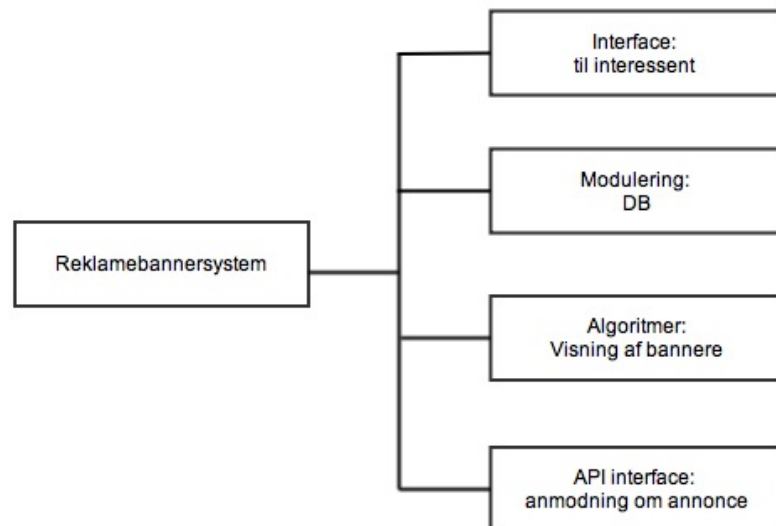 Reklamebannersystem
Interface:
til interessent
Modulering:
DB
Algoritmer:
Visning af bannere
API interface:
anmodning om annonce